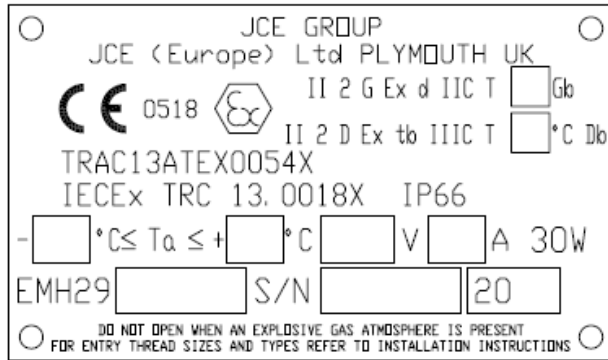 JCE GROUP
JCE (Europe) Ltd PLYMOUTH UK
CE 0518 Ex II 2 G Ex d IIC T Gb
II 2 D Ex tb IIIC T °C Db
TRAC13ATEX0054X
IECEx TRC 13.0018X IP66
- °C≤ Ta ≤ + °C V A 30W
EMH29 S/N 20
DO NOT OPEN WHEN AN EXPLOSIVE GAS ATMOSPHERE IS PRESENT
FOR ENTRY THREAD SIZES AND TYPES REFER TO INSTALLATION INSTRUCTIONS